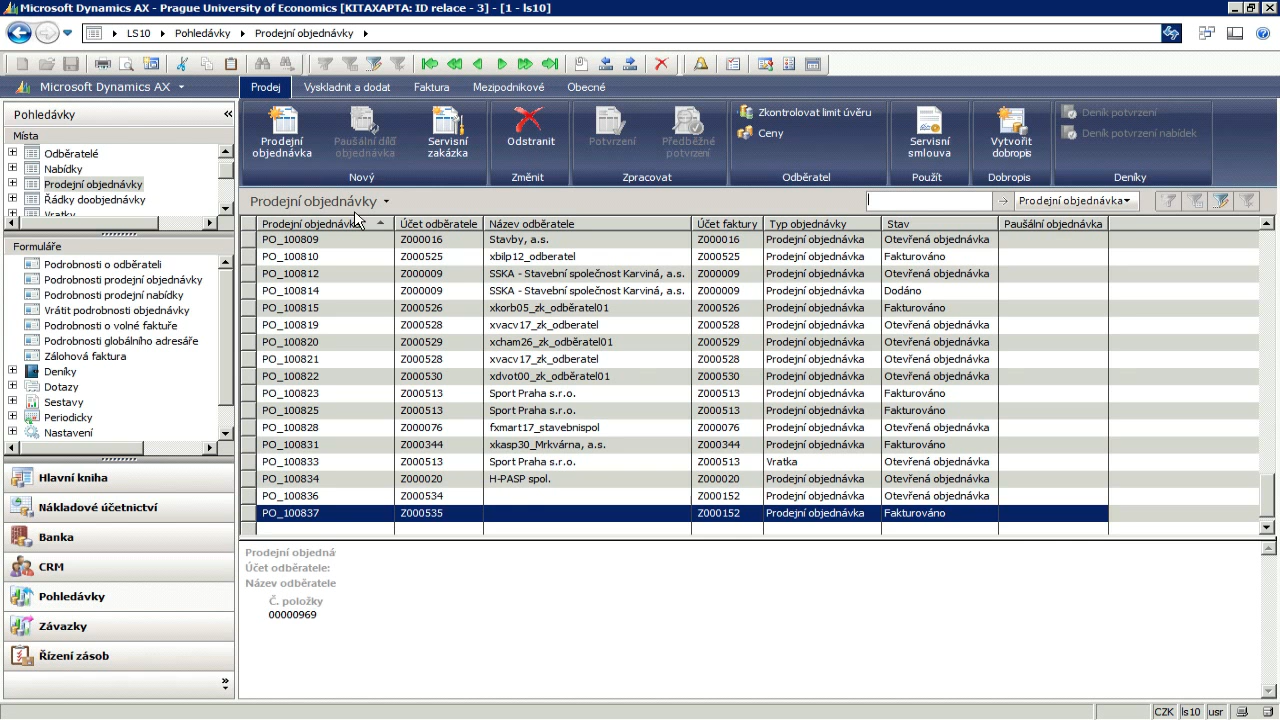 Microsoft Dynamics AX - Prague University of Economics [KITAXAPTA: ID relace - 3] - [1 - ls10]
LS10 Pohledávky Prodejní objednávky
Microsoft Dynamics AX
Prodej Vyskladnit a dodat Faktura Mezipodnikové Obecné
Pohledávky
Místa
Odběratelé
Nabídky
Prodejní objednávky
Řádky doobjednávky
Vratky
Formuláře
Podrobnosti o odběrateli
Podrobnosti prodejní objednávky
Podrobnosti prodejní nabídky
Vrátit podrobnosti objednávky
Podrobnosti o volné faktuře
Podrobnosti globálního adresáře
Zálohová faktura
Deníky
Dotazy
Sestavy
Periodicky
Nastavení
Hlavní kniha
Nákladové účetnictví
Banka
CRM
Pohledávky
Závazky
Řízení zásob
Prodejní objednávka
Paušální dílčí objednávka
Servisní zakázka
Nový
Odstranit
Změnit
Potvrzení
Předběžné potvrzení
Zpracovat
Zkontrolovat limit úvěru
Ceny
Odběratel
Servisní smlouva
Použít
Vytvořit dobropis
Dobropis
Deník potvrzení
Deník potvrzení nabídek
Deníky
Prodejní objednávky
Prodejní objednávka
Prodejní objednávka Účet odběratele Název odběratele Účet faktury Typ objednávky Stav Paušální objednávka
PO_100809 Z000016 Stavby, a.s. Z000016 Prodejní objednávka Otevřená objednávka
PO_100810 Z000525 xbilp12_odberatel Z000525 Prodejní objednávka Fakturováno
PO_100812 Z000009 SSKA - Stavební společnost Karviná, a.s. Z000009 Prodejní objednávka Otevřená objednávka
PO_100814 Z000009 SSKA - Stavební společnost Karviná, a.s. Z000009 Prodejní objednávka Dodáno
PO_100815 Z000526 xkorb05_zk_odběratel01 Z000526 Prodejní objednávka Fakturováno
PO_100819 Z000528 xvacv17_zk_odberatel Z000528 Prodejní objednávka Otevřená objednávka
PO_100820 Z000529 xcham26_zk_odběratel01 Z000529 Prodejní objednávka Otevřená objednávka
PO_100821 Z000528 xvacv17_zk_odberatel Z000528 Prodejní objednávka Otevřená objednávka
PO_100822 Z000530 xdvot00_zk_odběratel01 Z000530 Prodejní objednávka Otevřená objednávka
PO_100823 Z000513 Sport Praha s.r.o. Z000513 Prodejní objednávka Fakturováno
PO_100825 Z000513 Sport Praha s.r.o. Z000513 Prodejní objednávka Fakturováno
PO_100828 Z000076 fxmart17_stavebnispol Z000076 Prodejní objednávka Otevřená objednávka
PO_100831 Z000344 xkasp30_Mrkvárna, a.s. Z000344 Prodejní objednávka Fakturováno
PO_100833 Z000513 Sport Praha s.r.o. Z000513 Vratka Otevřená objednávka
PO_100834 Z000020 H-PASP spol. Z000020 Prodejní objednávka Otevřená objednávka
PO_100836 Z000534 Z000152 Prodejní objednávka Otevřená objednávka
PO_100837 Z000535 Z000152 Prodejní objednávka Fakturováno
Prodejní objedná
Účet odběratele:
Název odběratele
Č. položky
00000969
CZK ls10 usr